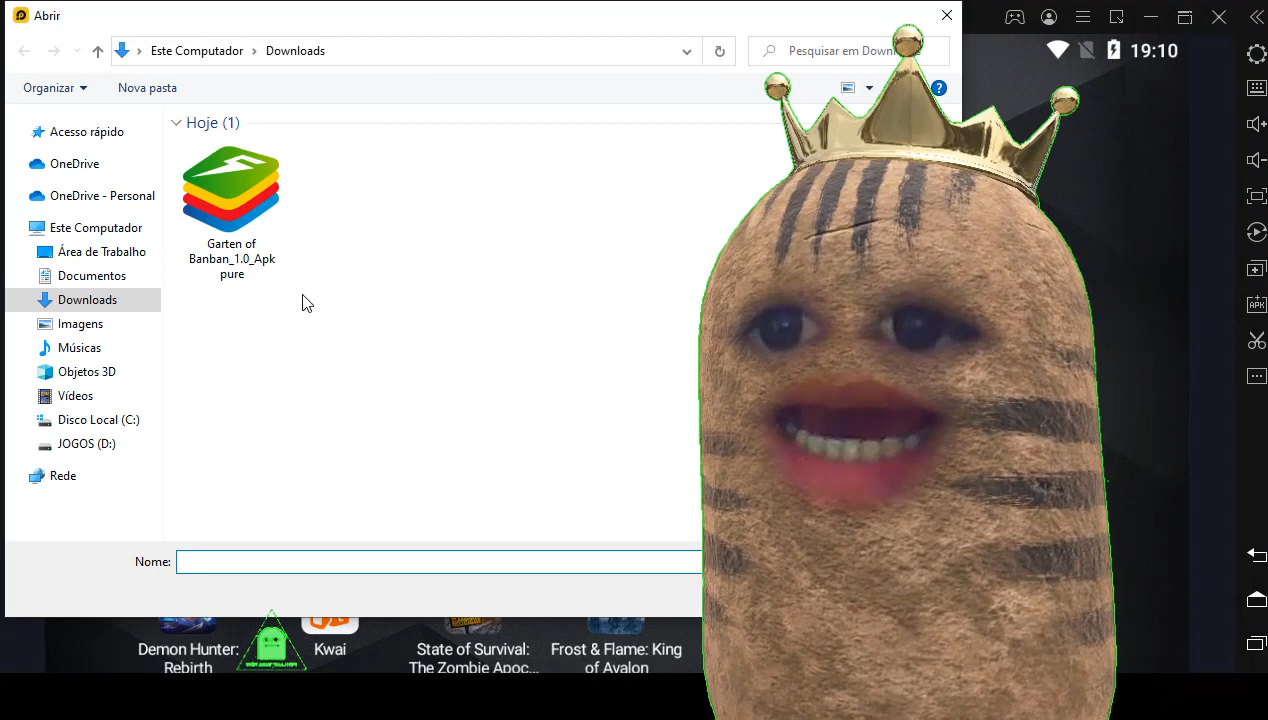 Abrir
Este Computador
Downloads
Pesquisar em Down
19:10
Organizar
Nova pasta
Hoje (1)
Acesso rápido
OneDrive
OneDrive - Personal
Este Computador
Área de Trabalho
Documentos
Downloads
Imagens
Músicas
Objetos 3D
Vídeos
Disco Local (C:)
JOGOS (D:)
Rede
Garten of
Banban_1.0_Apk
pure
APK
Nome:
Demon Hunter:
Rebirth
Kwai
State of Survival:
The Zombie Apoc...
Frost & Flame: King
of Avalon